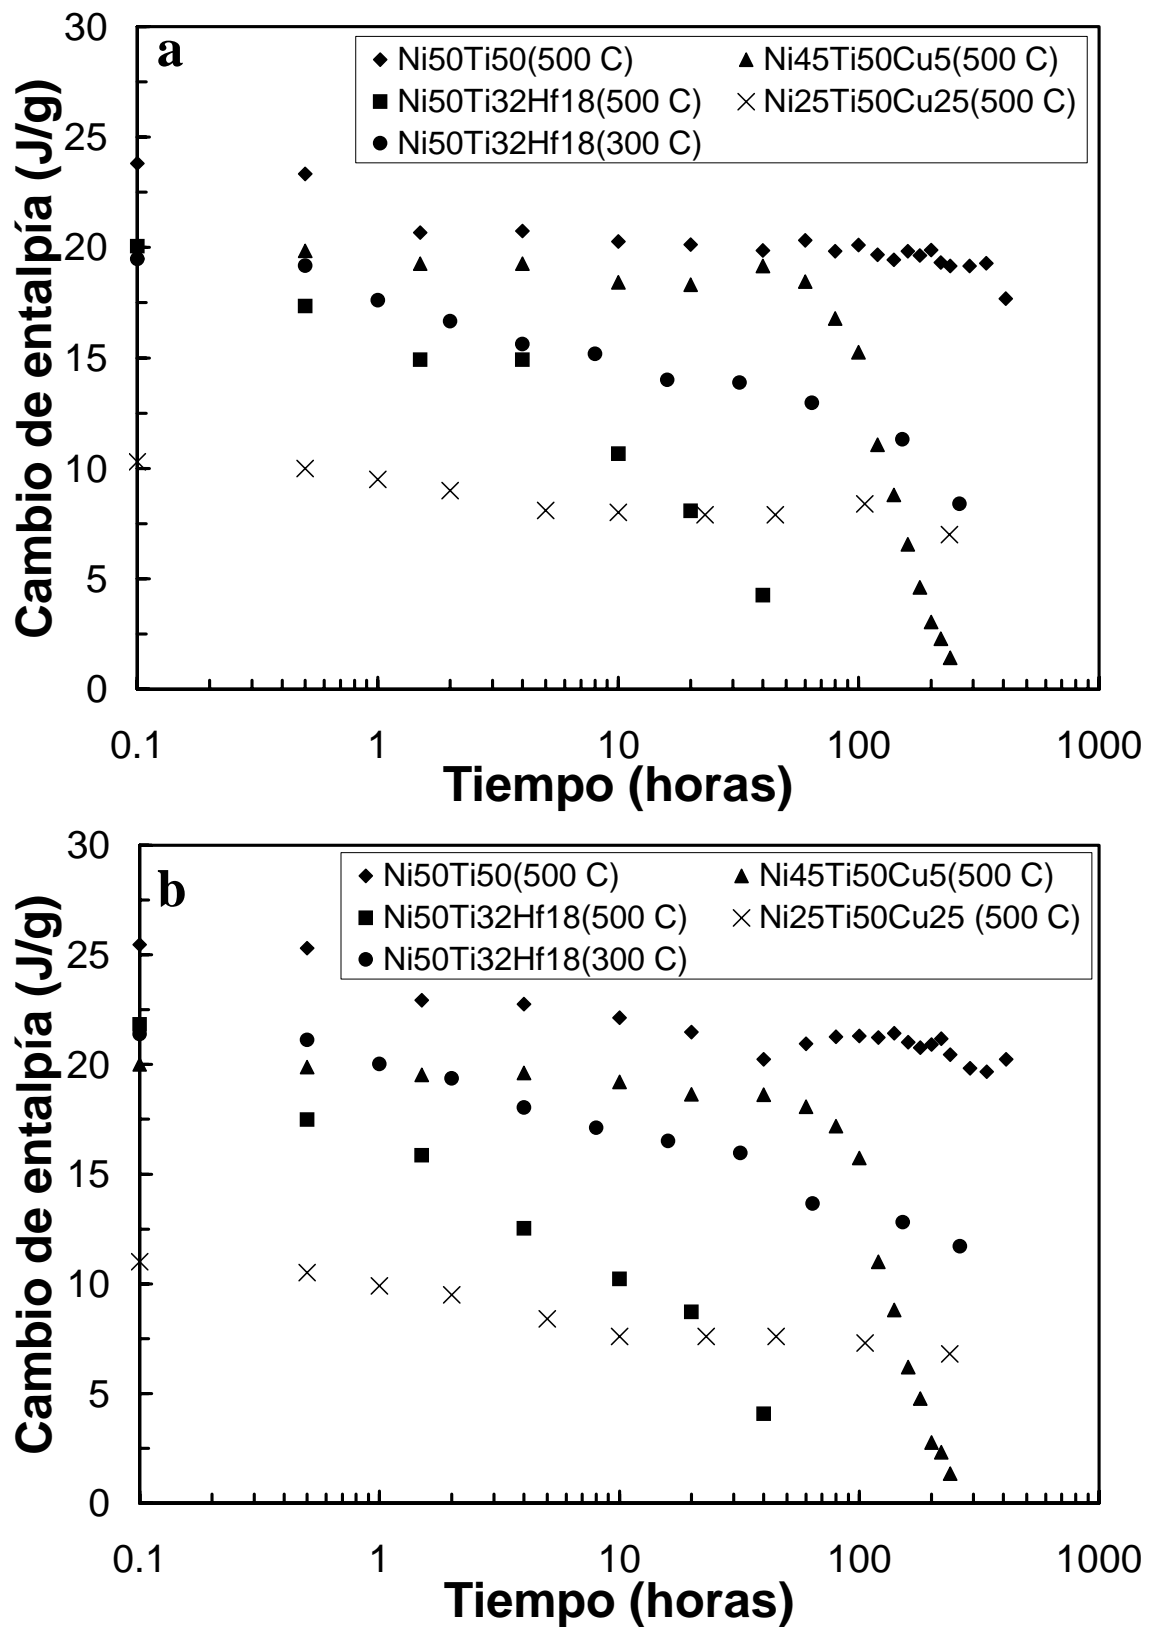 a
Ni50Ti50(500 C)
Ni45Ti50Cu5(500 C)
Ni50Ti32Hf18(500 C)
Ni25Ti50Cu25(500 C)
Ni50Ti32Hf18(300 C)
Cambio de entalpía (J/g)
30
25
20
15
10
5
0
0.1
1
10
100
1000
Tiempo (horas)
b
Ni50Ti50(500 C)
Ni45Ti50Cu5(500 C)
Ni50Ti32Hf18(500 C)
Ni25Ti50Cu25 (500 C)
Ni50Ti32Hf18(300 C)
Cambio de entalpía (J/g)
30
25
20
15
10
5
0
0.1
1
10
100
1000
Tiempo (horas)